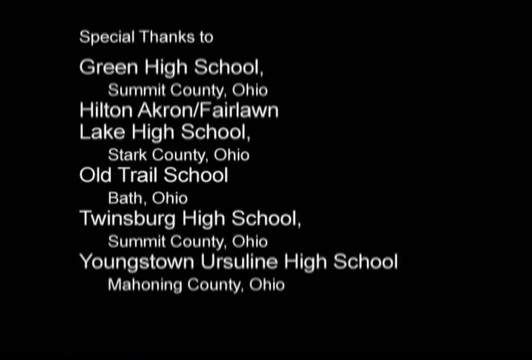 Special Thanks to
Green High School,
Summit County, Ohio
Hilton Akron/Fairlawn
Lake High School,
Stark County, Ohio
Old Trail School
Bath, Ohio
Twinsburg High School,
Summit County, Ohio
Youngstown Ursuline High School
Mahoning County, Ohio